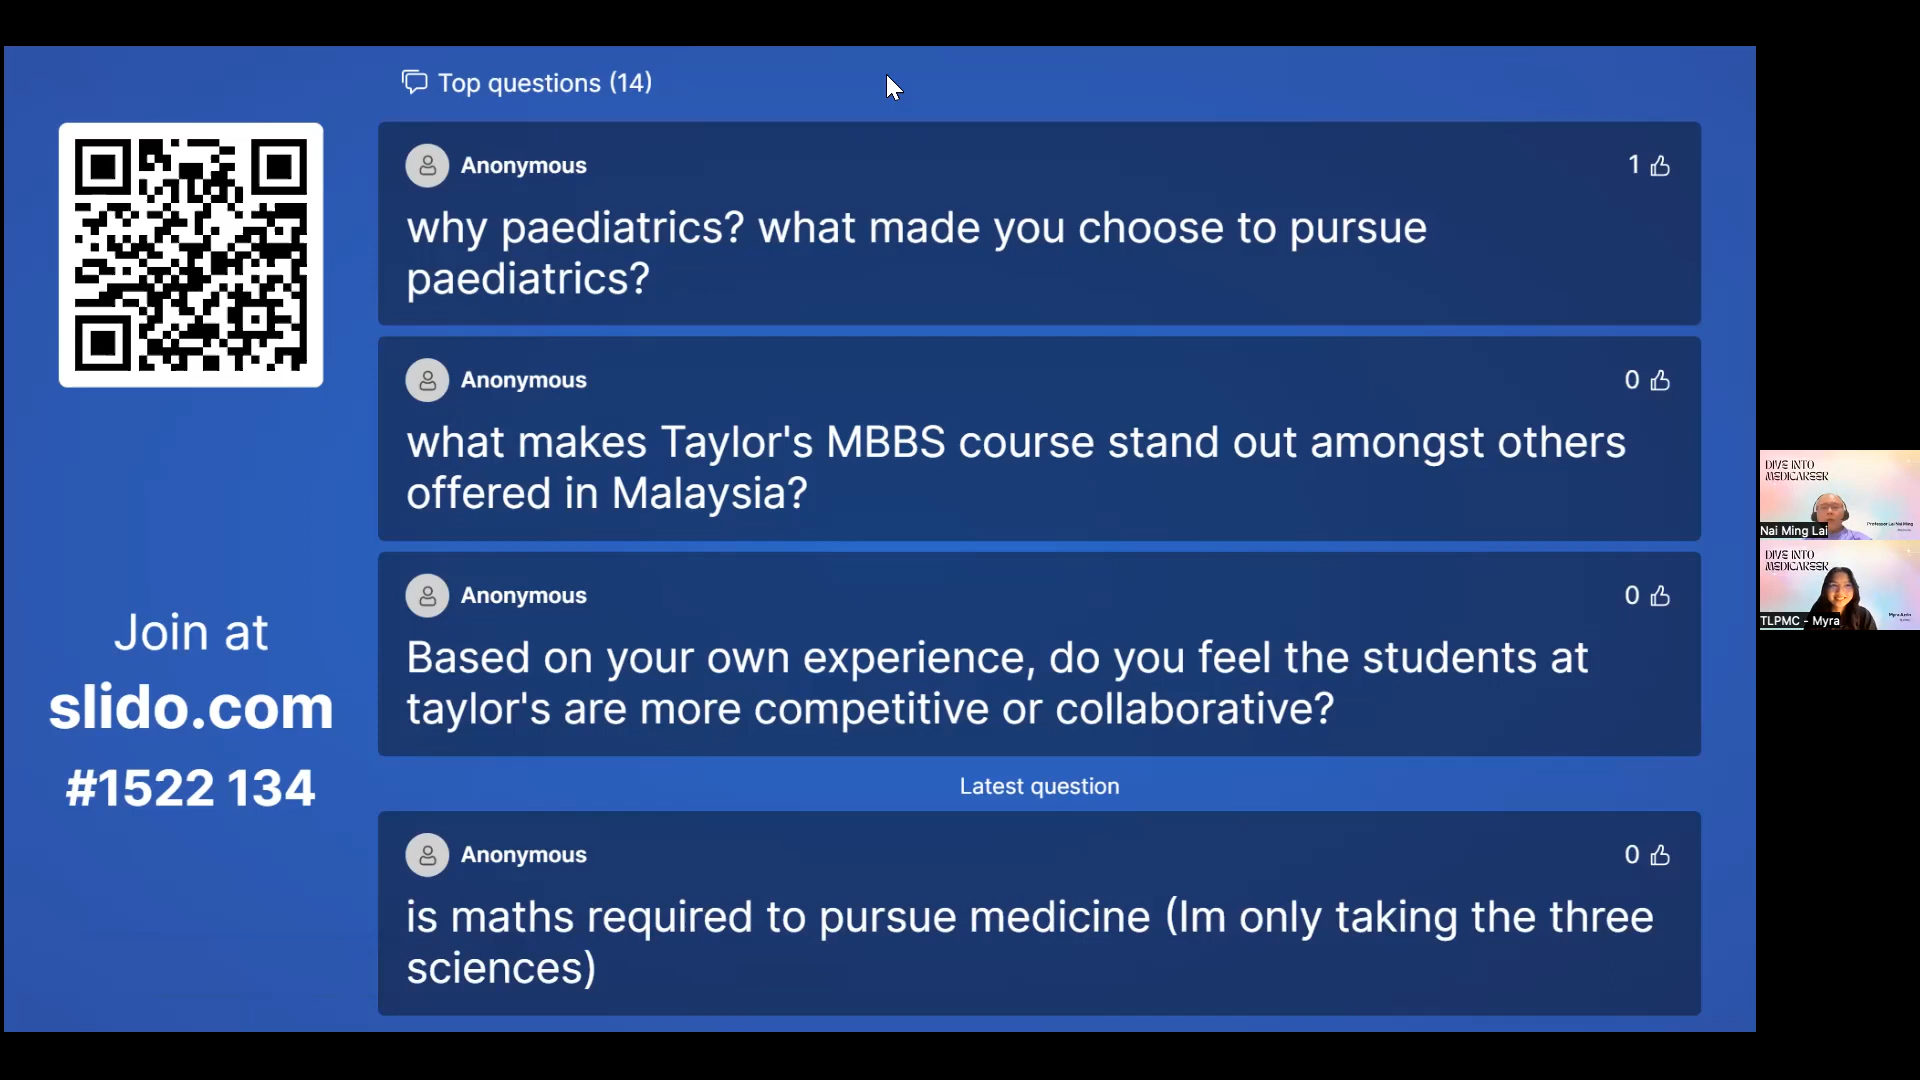 Top questions (14)
Anonymous
1
why paediatrics? what made you choose to pursue
paediatrics?
Anonymous
0
what makes Taylor's MBBS course stand out amongst others
offered in Malaysia?
Anonymous
0
Based on your own experience, do you feel the students at
taylor's are more competitive or collaborative?
Latest question
Anonymous
0
is maths required to pursue medicine (Im only taking the three
sciences)
Join at
slido.com
#1522 134
DIVE INTO
MEDICAREER
Professor Lai Nai Ming
Nai Ming Lai
DIVE INTO
MEDICAREER
TLPMC - Myra